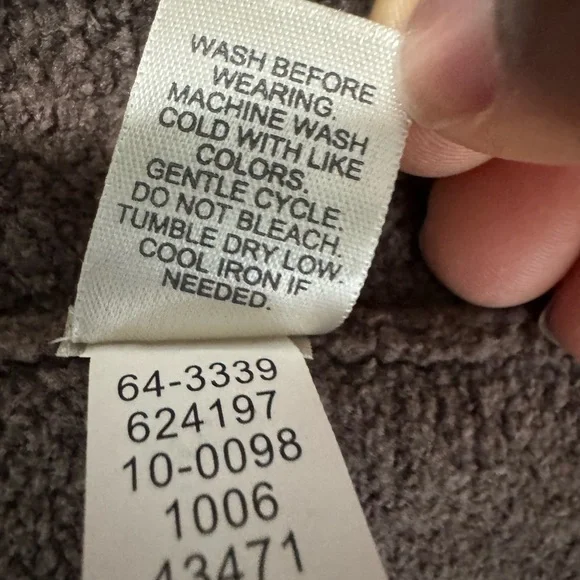 WASH BEFORE
WEARING.
MACHINE WASH
COLD WITH LIKE
COLORS.
GENTLE CYCLE.
DO NOT BLEACH.
TUMBLE DRY LOW.
COOL IRON IF
NEEDED.
64-3339
624197
10-0098
1006
43471